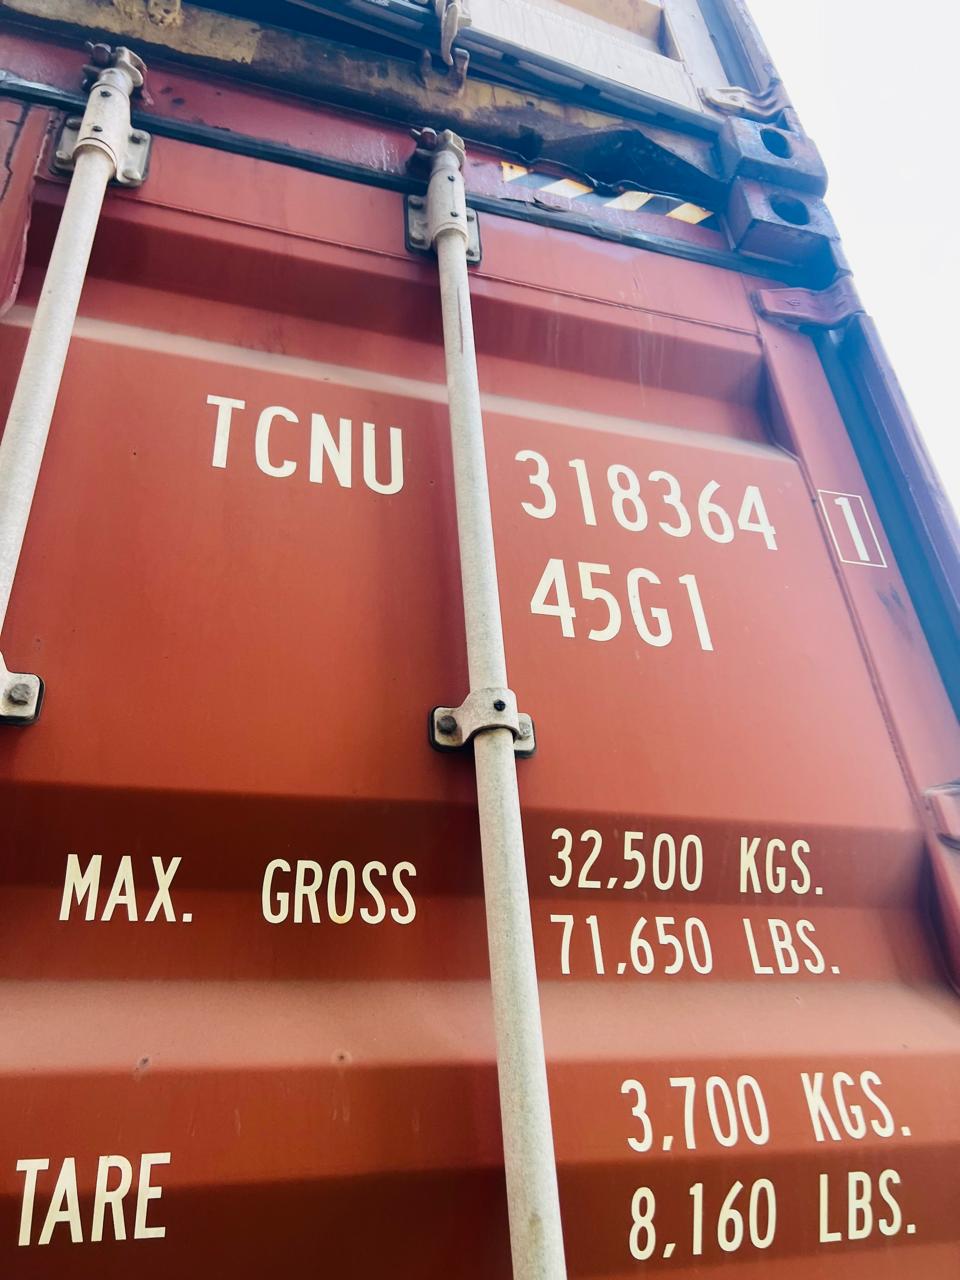 TCNU 318364 1
45G1
MAX. GROSS 32,500 KGS.
71,650 LBS.
TARE 3,700 KGS.
8,160 LBS.